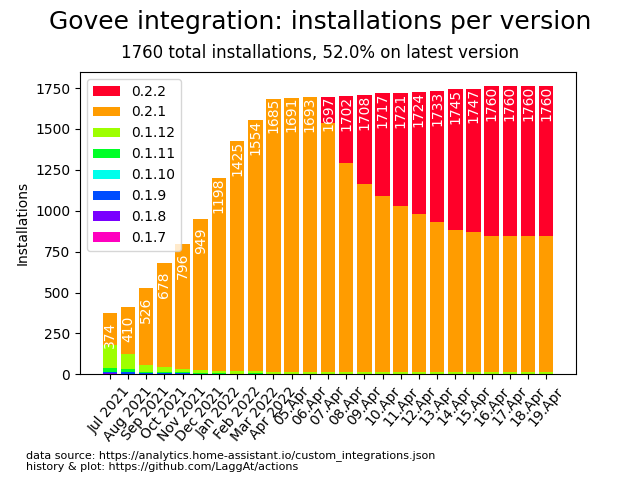 Govee integration: installations per version
1760 total installations, 52.0% on latest version
Installations
1750
1500
1250
1000
750
500
250
0
0.2.2
0.2.1
0.1.12
0.1.11
0.1.10
0.1.9
0.1.8
0.1.7
374
410
526
678
796
949
1198
1425
1554
1685
1691
1693
1697
1702
1708
1717
1721
1724
1733
1745
1747
1760
1760
1760
1760
Jul 2021
Aug 2021
Sep 2021
Oct 2021
Nov 2021
Dec 2021
Jan 2022
Feb 2022
Mar 2022
Apr 2022
05.Apr
06.Apr
07.Apr
08.Apr
09.Apr
10.Apr
11.Apr
12.Apr
13.Apr
14.Apr
15.Apr
16.Apr
17.Apr
18.Apr
19.Apr
data source: https://analytics.home-assistant.io/custom_integrations.json
history & plot: https://github.com/LaggAt/actions